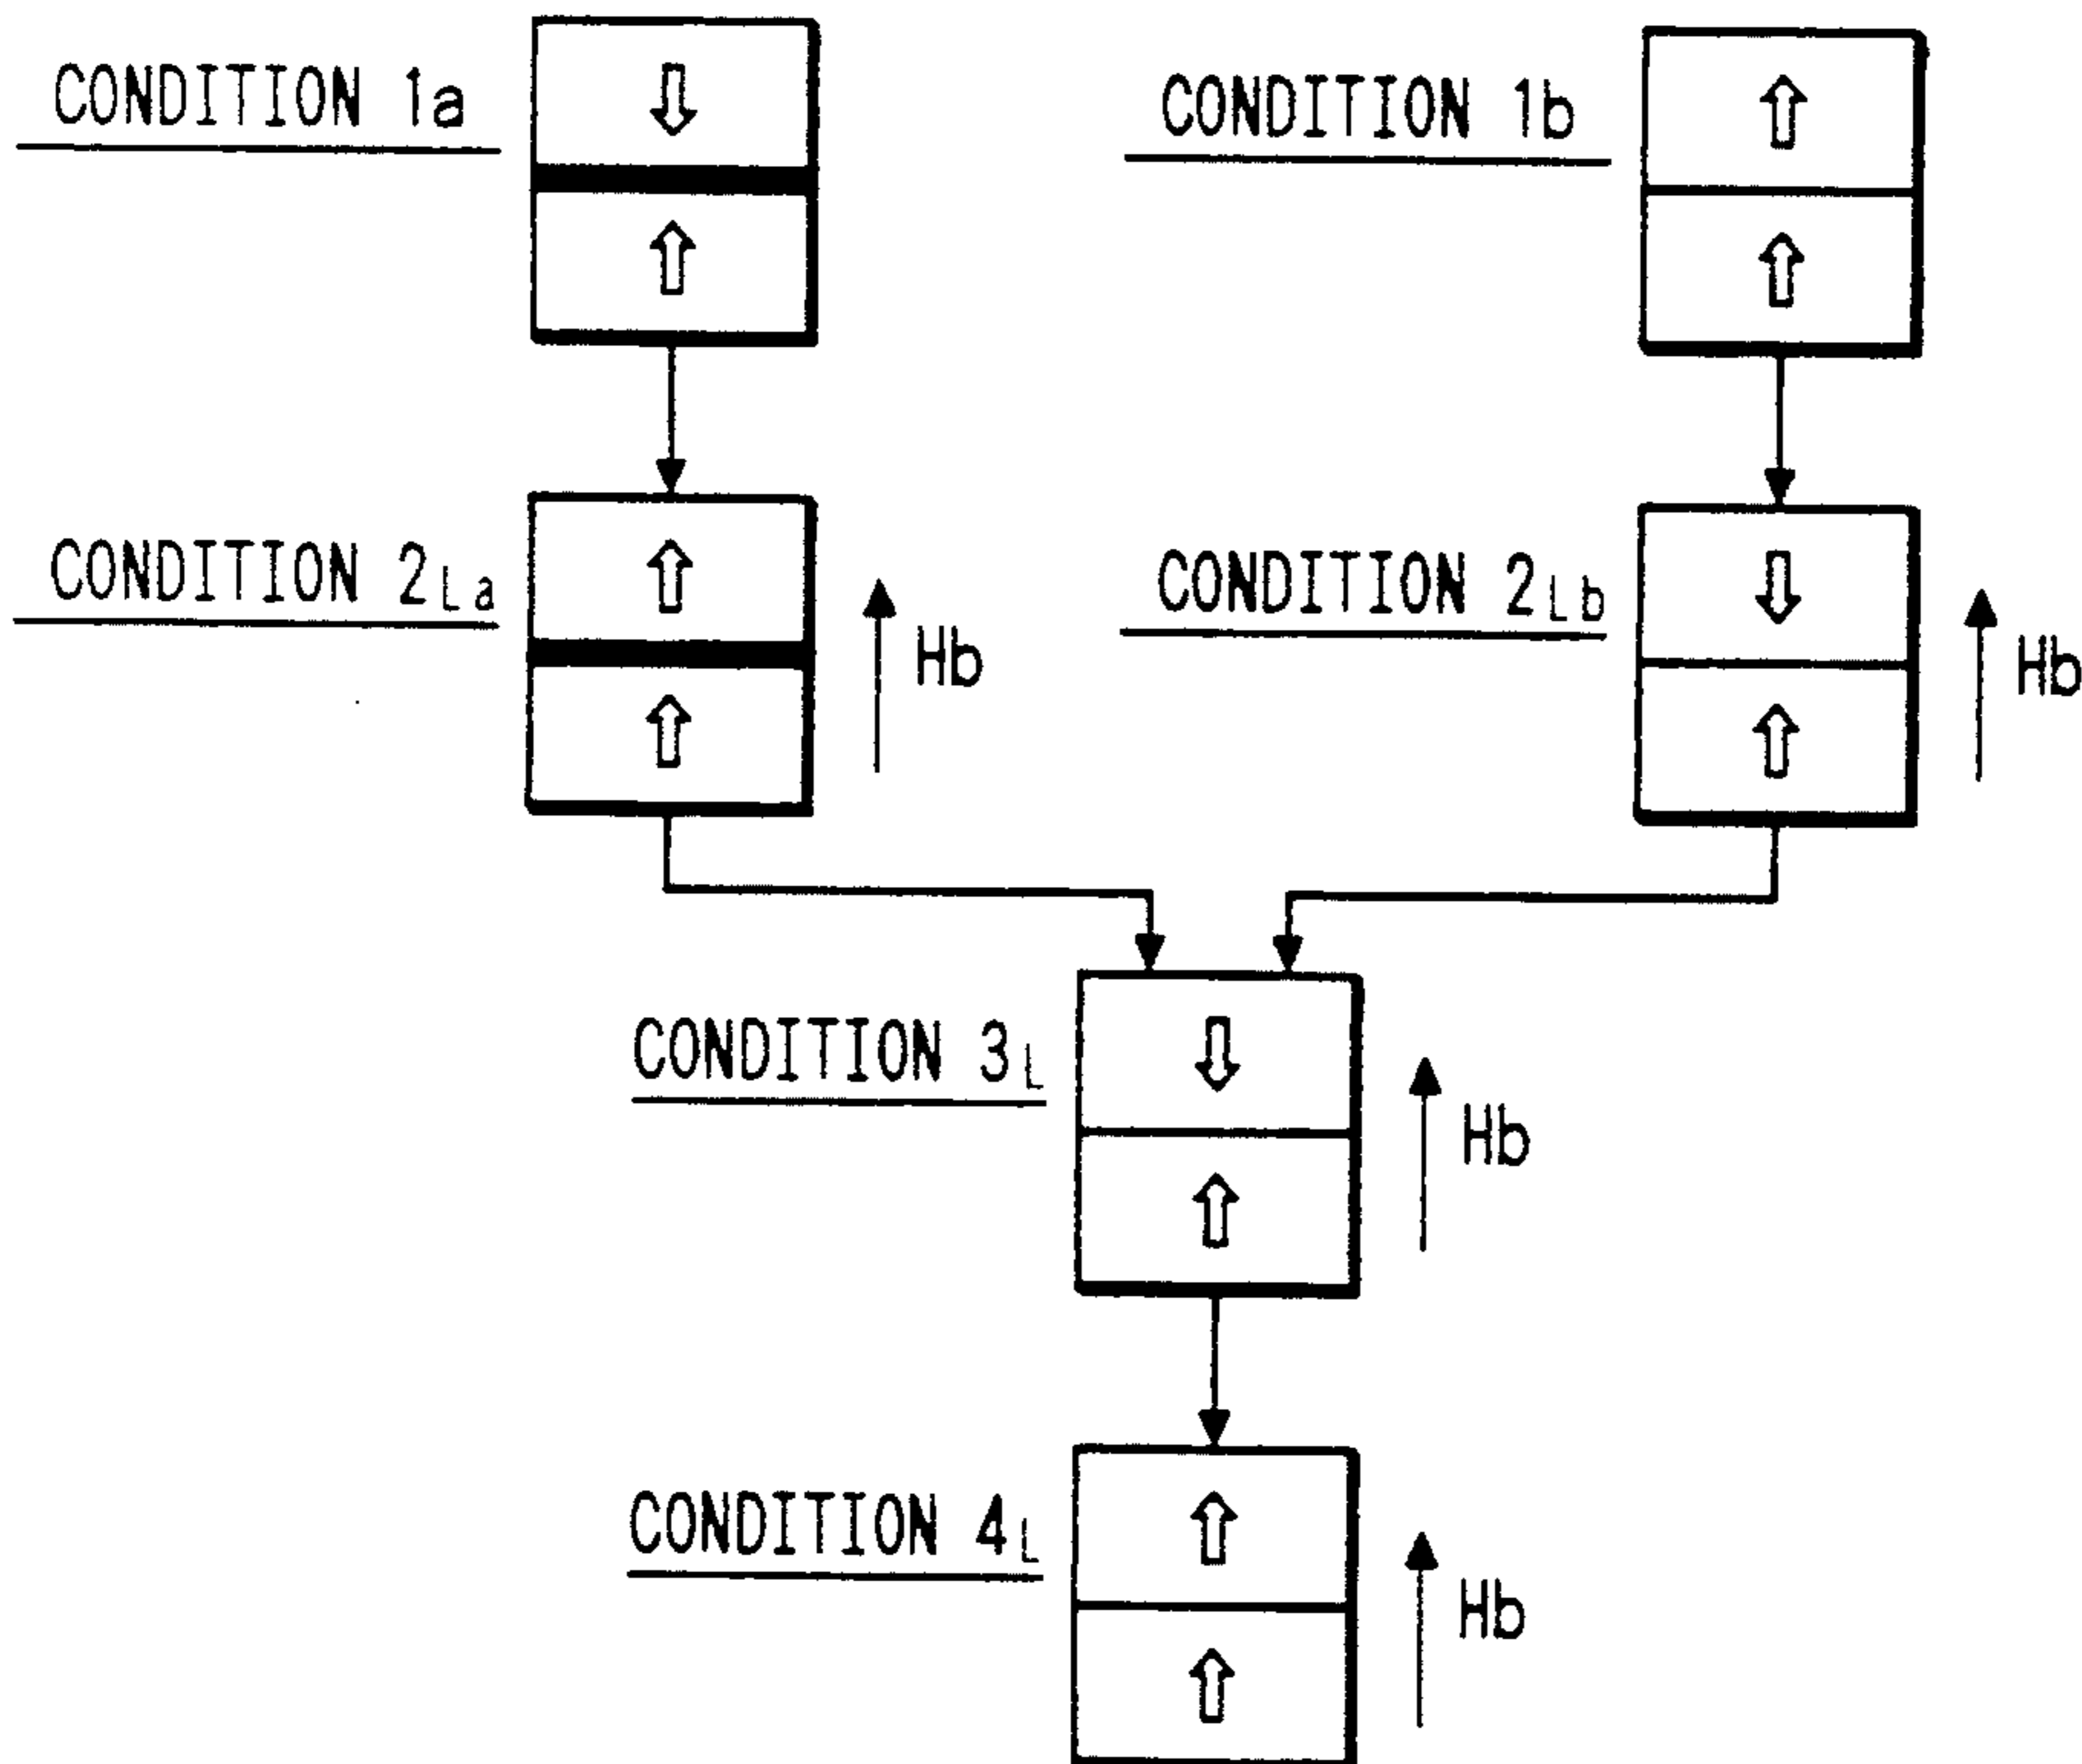 CONDITION 1a
CONDITION 1b
CONDITION 2La
Hb
CONDITION 2Lb
Hb
CONDITION 3L
Hb
CONDITION 4L
Hb